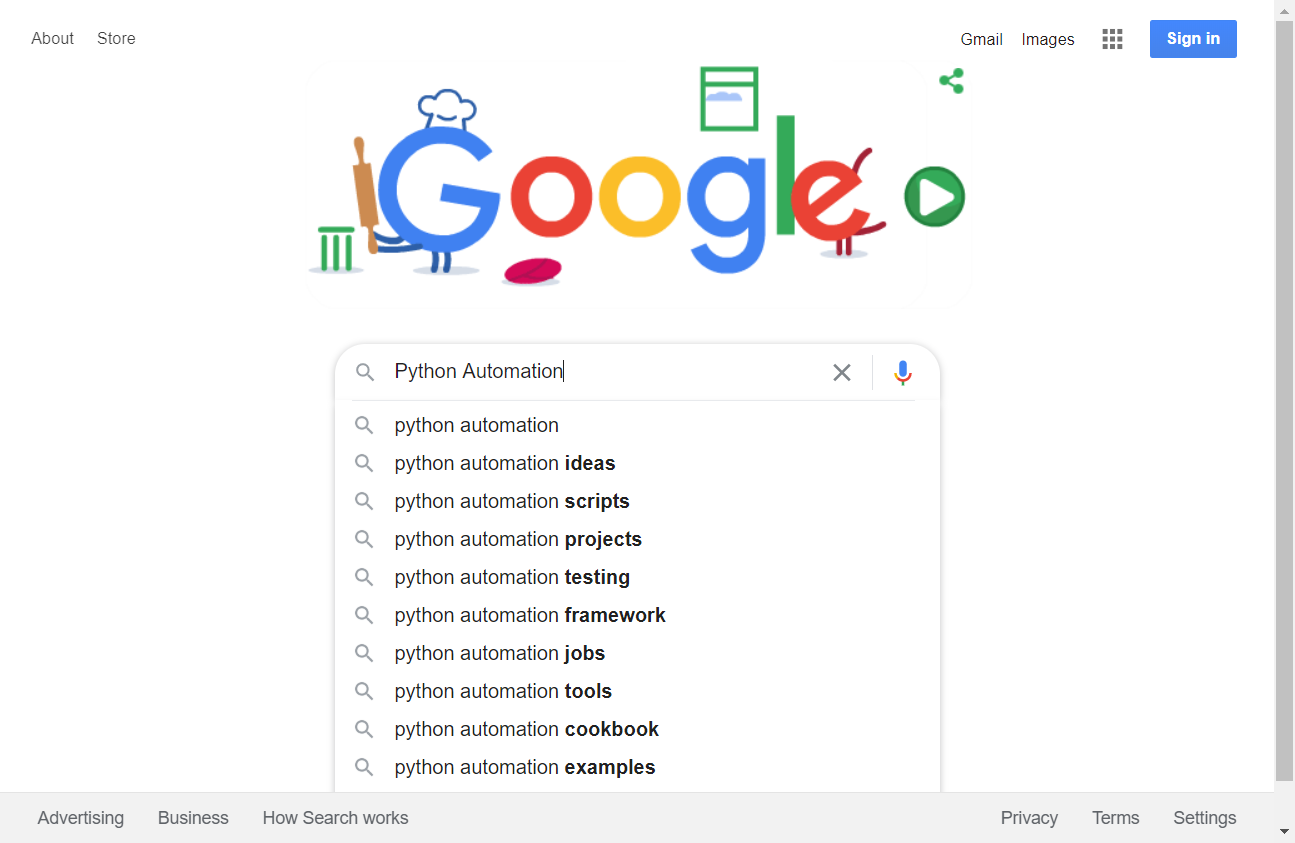 About Store Gmail Images Sign in
Google
Python Automation
python automation
python automation ideas
python automation scripts
python automation projects
python automation testing
python automation framework
python automation jobs
python automation tools
python automation cookbook
python automation examples
Advertising Business How Search works Privacy Terms Settings